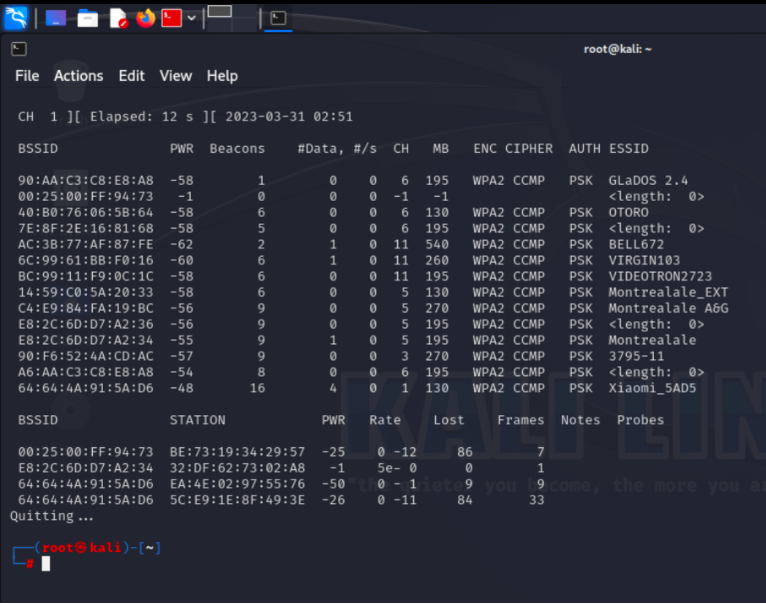 root@kali: ~
File Actions Edit View Help
CH 1 ][ Elapsed: 12 s ][ 2023-03-31 02:51
BSSID PWR Beacons #Data, #/s CH MB ENC CIPHER AUTH ESSID
90:AA:C3:C8:E8:A8 -58 1 0 0 6 195 WPA2 CCMP PSK GLaDOS 2.4
00:25:00:FF:94:73 -1 0 0 0 -1 -1 <length: 0>
40:B0:76:06:5B:64 -58 6 0 0 6 130 WPA2 CCMP PSK OTORO
7E:8F:2E:16:81:68 -58 5 0 0 6 195 WPA2 CCMP PSK <length: 0>
AC:3B:77:AF:87:FE -62 2 1 0 11 540 WPA2 CCMP PSK BELL672
6C:99:61:BB:F0:16 -60 6 1 0 11 260 WPA2 CCMP PSK VIRGIN103
BC:99:11:F9:0C:1C -58 6 0 0 11 195 WPA2 CCMP PSK VIDEOTRON2723
14:59:C0:5A:20:33 -58 6 0 0 5 130 WPA2 CCMP PSK Montrealale_EXT
C4:E9:84:FA:19:BC -56 9 0 0 5 270 WPA2 CCMP PSK Montrealale A&G
E8:2C:6D:D7:A2:36 -56 9 0 0 5 195 WPA2 CCMP PSK <length: 0>
E8:2C:6D:D7:A2:34 -55 9 1 0 5 195 WPA2 CCMP PSK Montrealale
90:F6:52:4A:CD:AC -57 9 0 0 3 270 WPA2 CCMP PSK 3795-11
A6:AA:C3:C8:E8:A8 -54 8 0 0 6 195 WPA2 CCMP PSK <length: 0>
64:64:4A:91:5A:D6 -48 16 4 0 1 130 WPA2 CCMP PSK Xiaomi_5AD5
BSSID STATION PWR Rate Lost Frames Notes Probes
00:25:00:FF:94:73 BE:73:19:34:29:57 -25 0 -12 86 7
E8:2C:6D:D7:A2:34 32:DF:62:73:02:A8 -1 5e- 0 0 1
64:64:4A:91:5A:D6 EA:4E:02:97:55:76 -50 0 - 1 9 9
64:64:4A:91:5A:D6 5C:E9:1E:8F:49:3E -26 0 -11 84 33
Quitting...
(root㉿kali)-[~]
#
KALI LIN
"the quieter you become, the more you ar